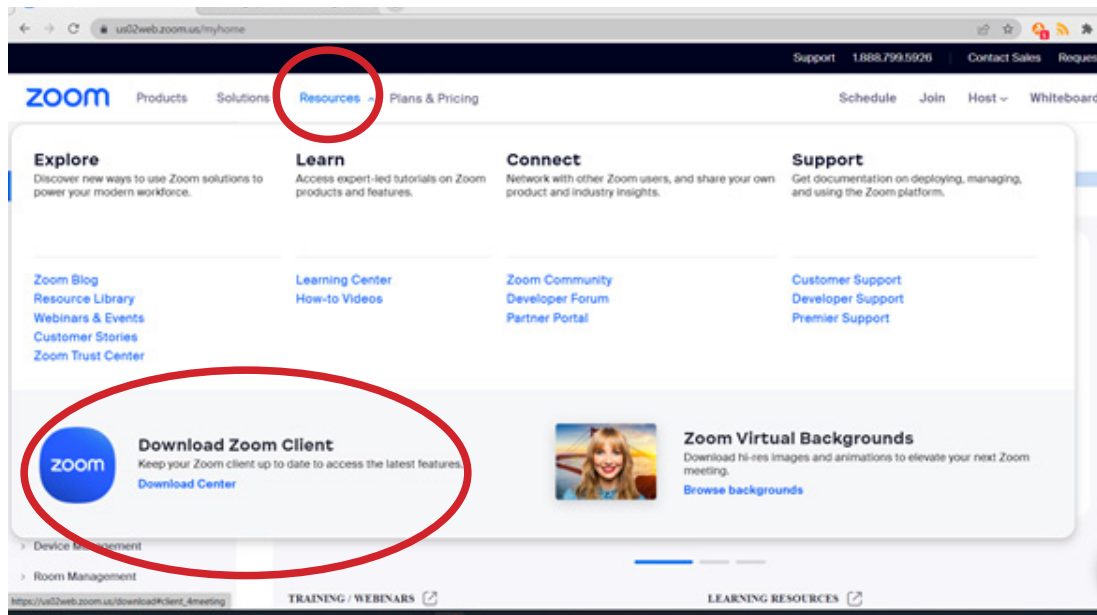 us02web.zoom.us/myhome
Support 1.888.799.5926 Contact Sales Reques
zoom Products Solutions Resources Plans & Pricing Schedule Join Host Whiteboard
Explore
Discover new ways to use Zoom solutions to
power your modern workforce.
Learn
Access expert-led tutorials on Zoom
products and features.
Connect
Network with other Zoom users, and share your own
product and industry insights.
Support
Get documentation on deploying, managing,
and using the Zoom platform.
Zoom Blog
Resource Library
Webinars & Events
Customer Stories
Zoom Trust Center
Learning Center
How-to Videos
Zoom Community
Developer Forum
Partner Portal
Customer Support
Developer Support
Premier Support
zoom
Download Zoom Client
Keep your Zoom client up to date to access the latest features.
Download Center
Zoom Virtual Backgrounds
Download hi-res images and animations to elevate your next Zoom
meeting.
Browse backgrounds
Device Management
Room Management
https://us02web.zoom.us/download#client_4meeting
TRAINING / WEBINARS
LEARNING RESOURCES